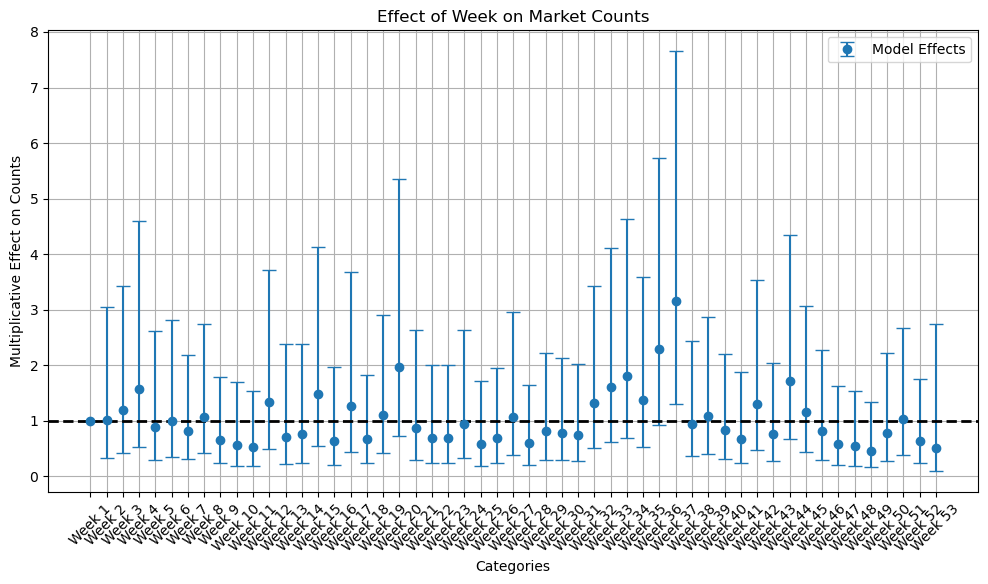 Effect of Week on Market Counts
Model Effects
Multiplicative Effect on Counts
8
7
6
5
4
3
2
1
0
Week 1
Week 2
Week 3
Week 4
Week 5
Week 6
Week 7
Week 8
Week 9
Week 10
Week 11
Week 12
Week 13
Week 14
Week 15
Week 16
Week 17
Week 18
Week 19
Week 20
Week 21
Week 22
Week 23
Week 24
Week 25
Week 26
Week 27
Week 28
Week 29
Week 30
Week 31
Week 32
Week 33
Week 34
Week 35
Week 36
Week 37
Week 38
Week 39
Week 40
Week 41
Week 42
Week 43
Week 44
Week 45
Week 46
Week 47
Week 48
Week 49
Week 50
Week 51
Week 52
Week 53
Categories